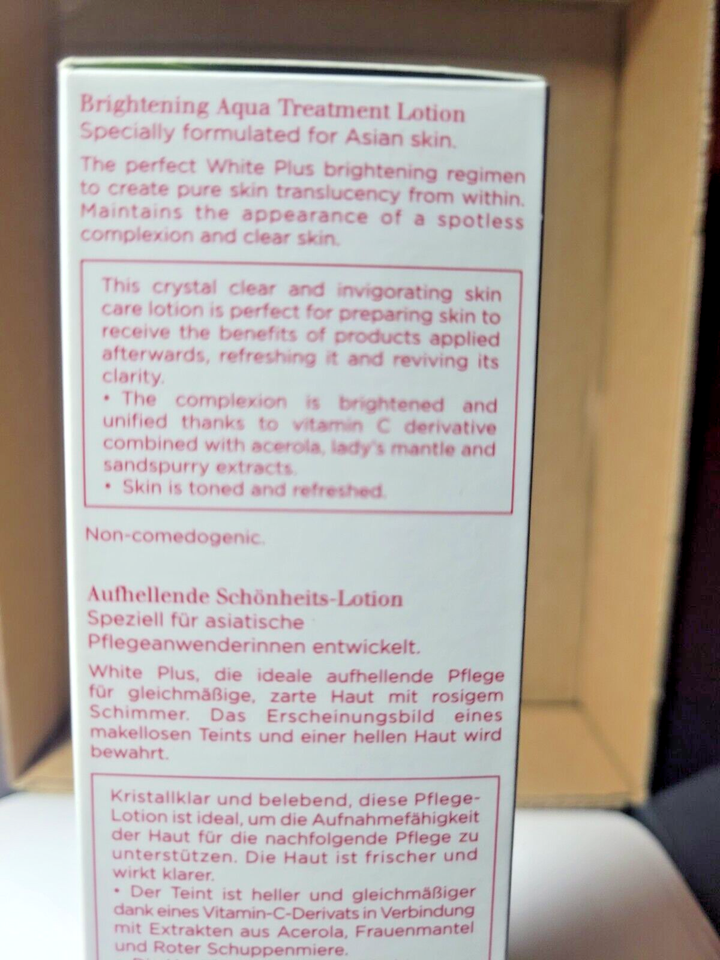 Brightening Aqua Treatment Lotion
Specially formulated for Asian skin.
The perfect White Plus brightening regimen
to create pure skin translucency from within.
Maintains the appearance of a spotless
complexion and clear skin.
This crystal clear and invigorating skin
care lotion is perfect for preparing skin to
receive the benefits of products applied
afterwards, refreshing it and reviving its
clarity.
• The complexion is brightened and
unified thanks to vitamin C derivative
combined with acerola, lady's mantle and
sandspurry extracts.
• Skin is toned and refreshed.
Non-comedogenic.
Aufhellende Schönheits-Lotion
Speziell für asiatische
Pflegeanwenderinnen entwickelt.
White Plus, die ideale aufhellende Pflege
für gleichmäßige, zarte Haut mit rosigem
Schimmer. Das Erscheinungsbild eines
makellosen Teints und einer hellen Haut wird
bewahrt.
Kristallklar und belebend, diese Pflege-
Lotion ist ideal, um die Aufnahmefähigkeit
der Haut für die nachfolgende Pflege zu
unterstützen. Die Haut ist frischer und
wirkt klarer.
• Der Teint ist heller und gleichmäßiger
dank eines Vitamin-C-Derivats in Verbindung
mit Extrakten aus Acerola, Frauenmantel
und Roter Schuppenmiere.